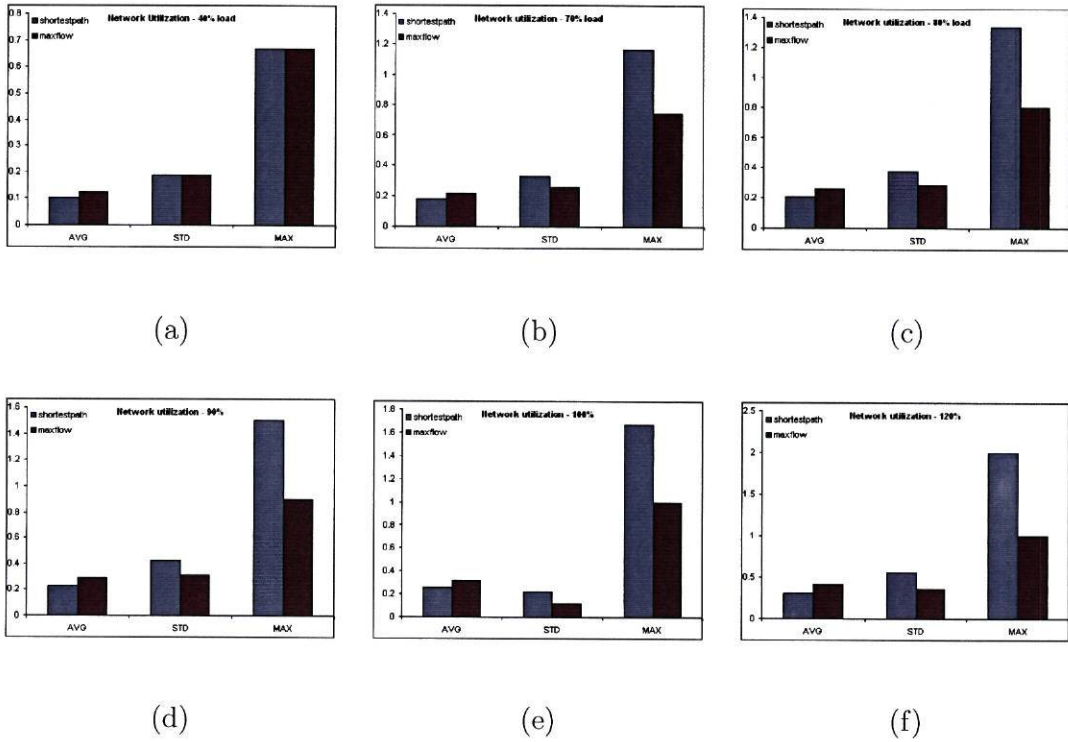 Network Utilization - 40% load
shortestpath
maxflow
0.8
0.7
0.6
0.5
0.4
0.3
0.2
0.1
0
AVG STD MAX
(a)
Network Utilization - 70% load
shortestpath
maxflow
1.4
1.2
1
0.8
0.6
0.4
0.2
0
AVG STD MAX
(b)
Network Utilization - 80% load
shortestpath
maxflow
1.4
1.2
1
0.8
0.6
0.4
0.2
0
AVG STD MAX
(c)
Network utilization - 90%
shortestpath
maxflow
1.6
1.4
1.2
1
0.8
0.6
0.4
0.2
0
AVG STD MAX
(d)
Network utilization - 100%
shortestpath
maxflow
1.8
1.6
1.4
1.2
1
0.8
0.6
0.4
0.2
0
AVG STD MAX
(e)
Network utilization - 120%
shortestpath
maxflow
2.5
2
1.5
1
0.5
0
AVG STD MAX
(f)